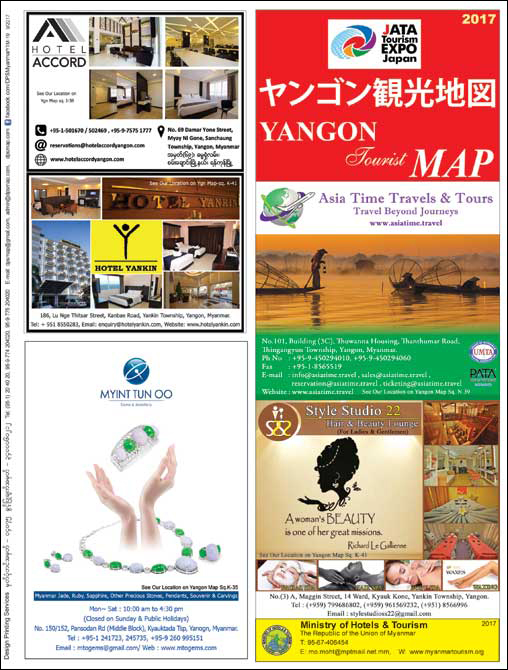 HOTEL
ACCORD
See Our Location on
Ygn Map sq. I-38
+95-1-501670 / 502469 , +95-9-7575 1777
reservations@hotelaccordyangon.com
http://www.hotelaccordyangon.com
No. 69 Damar Yone Street,
Myay Ni Gone, Sanchaung
Township, Yangon, Myanmar
See Our Location on Ygn Map-sq. K-41
HOTEL YANKIN
HOTEL YANKIN
186, Lu Nge Thitsar Street, Kanbae Road, Yankin Township, Yangon, Myanmar.
Tel: + 951 8550283, Email: enquiry@hotelyankin.com, Website: www.hotelyankin.com
MYINT TUN OO
Gems & Jewellery
See Our Location on Yangon Map Sq.K-35
Myanmar Jade, Ruby, Sapphire, Other Precious Stones, Pendants, Souvenir & Carvings
Mon~ Sat : 10:00 am to 4:30 pm
(Closed on Sunday & Public Holidays)
No. 150/152, Pansodan Rd (Middle Block), Kyauktada Tsp, Yanogn, Myanmar.
Tel : +95-1 241723, 245735, +95-9 260 995151
Email : mtogems@gmail.com/ Web : www. mtogems.com
2017
JATA
Tourism
EXPO
Japan
ヤンゴン観光地図
YANGON
Tourist MAP
Asia Time Travels & Tours
Travel Beyond Journeys
www.asiatime.travel
No.101, Building (3C), Thuwanna Housing, Thanthumar Road,
Thingangyun Township, Yangon, Myanmar.
Ph No : +95-9-450294010, +95-9-450294060
Fax : +95-1-8565519
E-mail : info@asiatime.travel , sales@asiatime.travel ,
reservation@asiatime.travel , ticketing@asiatime.travel
Website : www.asiatime.travel See Our Location on Yangon Map Sq. N 39
UMTA
PATA
Style Studio 22
Hair & Beauty Lounge
(For Ladies & Gentlemen)
A woman's BEAUTY
is one of her great missions.
Richard Le Gallienne
See Our Location on Yangon Map Sq. K-41
WAXES
No.(3) A, Maggin Street, 14 Ward, Kyauk Kone, Yankin Township, Yangon.
Tel : (+959) 799686802, (+959) 961569232, (+951) 8566996
Email : stylestudioss22@gmail.com
Ministry of Hotels & Tourism
2017
The Republic of the Union of Myanmar
T: 95-67-406454
E: mo.moht@mptmail.net.mm, W: www.myanmartourism.org